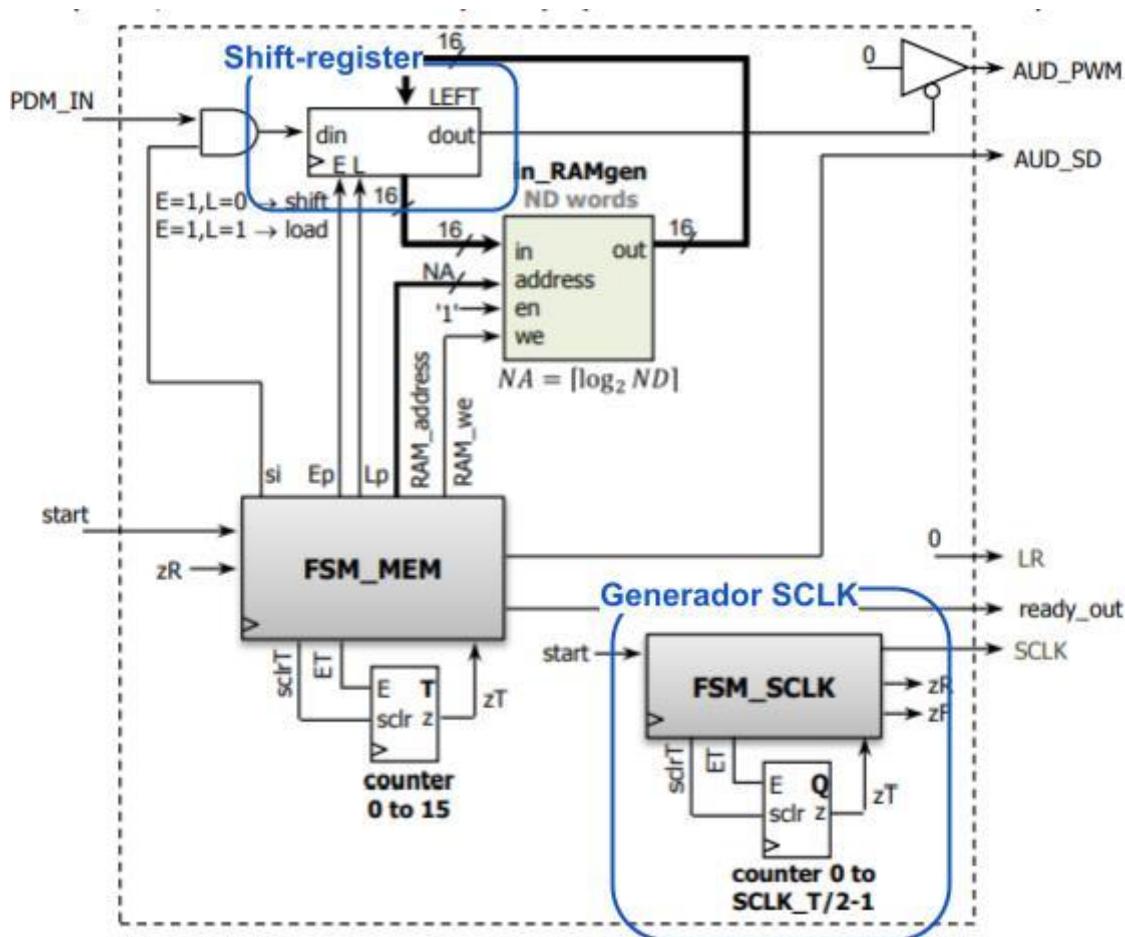 16
Shift-register
0
AUD_PWM
LEFT
PDM_IN
din
dout
E L
AUD_SD
in_RAMgen
ND words
E=1,L=0 → shift
16
E=1,L=1 → load
16
in
out
16
NA
address
'1'
en
we
NA = ⌈log₂ ND⌉
RAM_address
RAM_we
si
Ep
Lp
start
zR
FSM_MEM
0
LR
Generador SCLK
ready_out
start
SCLK
FSM_SCLK
zR
zF
sclrT
ET
E
T
sclr
z
zT
counter
0 to 15
sclrT
ET
E
Q
sclr
z
zT
counter 0 to
SCLK_T/2-1